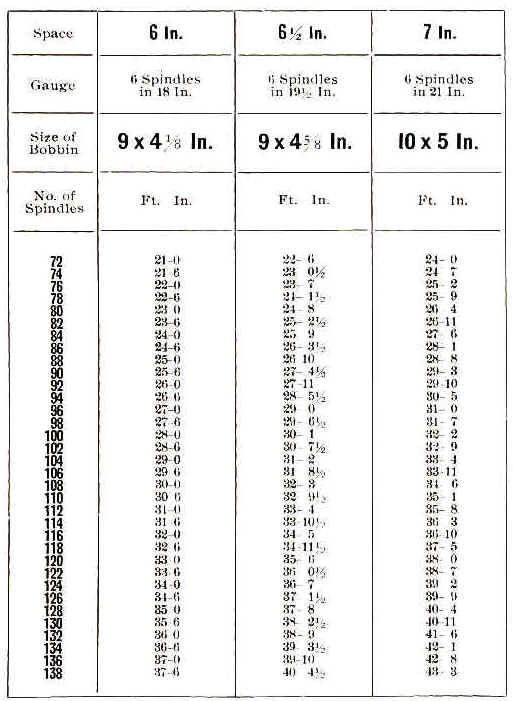 Space 6 In. 6½ In. 7 In.
Gauge 6 Spindles in 18 In. 6 Spindles in 19½ In. 6 Spindles in 21 In.
Size of Bobbin 9 x 4⅛ In. 9 x 4⅝ In. 10 x 5 In.
No. of Spindles Ft. In. Ft. In. Ft. In.
72 21-0 22-6 24-0
74 21-6 23-0½ 24-7
76 22-0 23-7 25-2
78 22-6 24-1½ 25-9
80 23-0 24-8 26-4
82 23-6 25-2½ 26-11
84 24-0 25-9 27-6
86 24-6 26-3½ 28-1
88 25-0 26-10 28-8
90 25-6 27-4½ 29-3
92 26-0 27-11 29-10
94 26-6 28-5½ 30-5
96 27-0 29-0 31-0
98 27-6 29-6½ 31-7
100 28-0 30-1 32-2
102 28-6 30-7½ 32-9
104 29-0 31-2 33-4
106 29-6 31-8½ 33-11
108 30-0 32-3 34-6
110 30-6 32-9½ 35-1
112 31-0 33-4 35-8
114 31-6 33-10½ 36-3
116 32-0 34-5 36-10
118 32-6 34-11½ 37-5
120 33-0 35-6 38-0
122 33-6 36-0½ 38-7
124 34-0 36-7 39-2
126 34-6 37-1½ 39-9
128 35-0 37-8 40-4
130 35-6 38-2½ 40-11
132 36-0 38-9 41-6
134 36-6 39-3½ 42-1
136 37-0 39-10 42-8
138 37-6 40-4½ 43-3